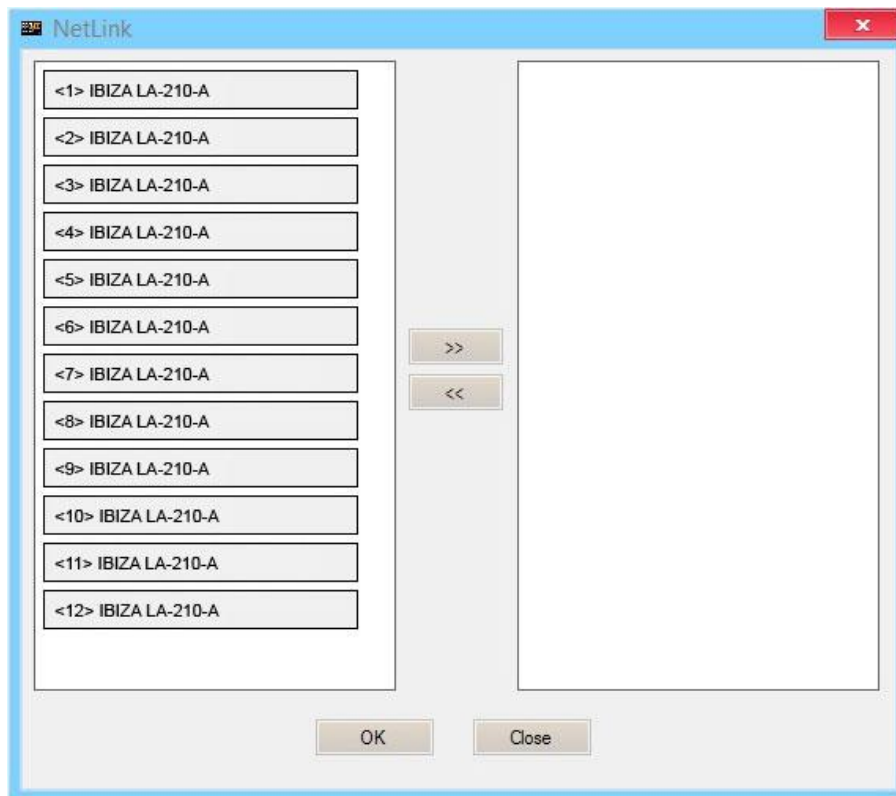 NetLink
<1> IBIZA LA-210-A
<2> IBIZA LA-210-A
<3> IBIZA LA-210-A
<4> IBIZA LA-210-A
<5> IBIZA LA-210-A
<6> IBIZA LA-210-A
<7> IBIZA LA-210-A
<8> IBIZA LA-210-A
<9> IBIZA LA-210-A
<10> IBIZA LA-210-A
<11> IBIZA LA-210-A
<12> IBIZA LA-210-A
>>
<<
OK
Close